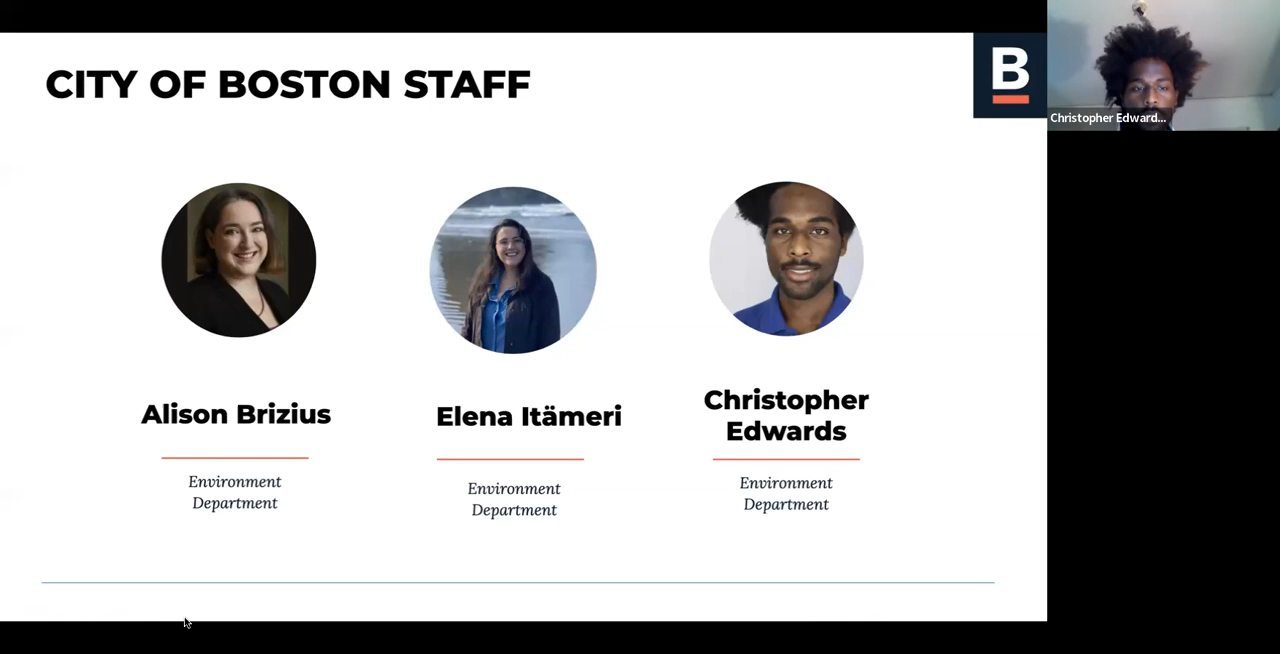 CITY OF BOSTON STAFF
B
Christopher Edward...
Alison Brizius
Elena Itämeri
Christopher
Edwards
Environment
Department
Environment
Department
Environment
Department